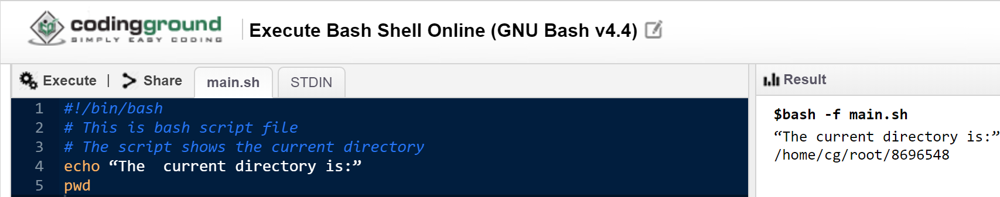 codingground
SIMPLY EASY CODING
Execute Bash Shell Online (GNU Bash v4.4)
Execute | Share main.sh STDIN
Result
1 #!/bin/bash
2 # This is bash script file
3 # The script shows the current directory
4 echo “The  current directory is:”
5 pwd
$bash -f main.sh
“The current directory is:”
/home/cg/root/8696548